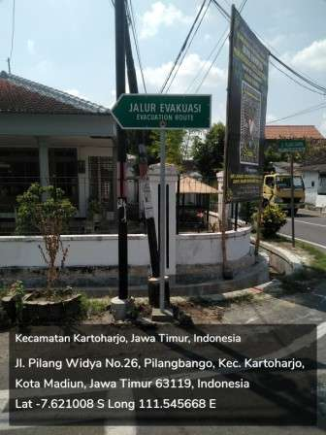 JALUR EVAKUASI
EVACUATION ROUTE
Kecamatan Kartoharjo, Jawa Timur, Indonesia
Jl. Pilang Widya No.26, Pilangbango, Kec. Kartoharjo,
Kota Madiun, Jawa Timur 63119, Indonesia
Lat -7.621008 S Long 111.545668 E